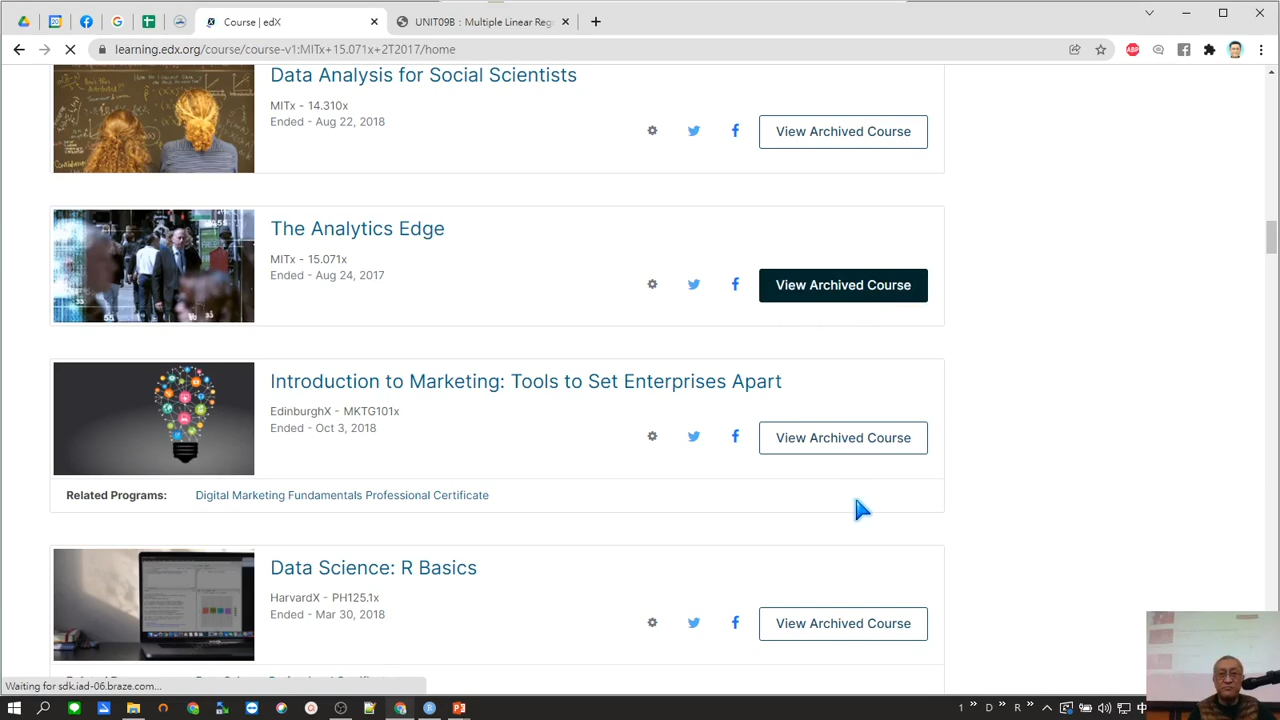 Course | edX
UNIT09B : Multiple Linear Reg
learning.edx.org/course/course-v1:MITx+15.071x+2T2017/home
Data Analysis for Social Scientists
MITx - 14.310x
Ended - Aug 22, 2018
View Archived Course
The Analytics Edge
MITx - 15.071x
Ended - Aug 24, 2017
View Archived Course
Introduction to Marketing: Tools to Set Enterprises Apart
EdinburghX - MKTG101x
Ended - Oct 3, 2018
View Archived Course
Related Programs: Digital Marketing Fundamentals Professional Certificate
Data Science: R Basics
HarvardX - PH125.1x
Ended - Mar 30, 2018
View Archived Course
Waiting for sdk.iad-06.braze.com...